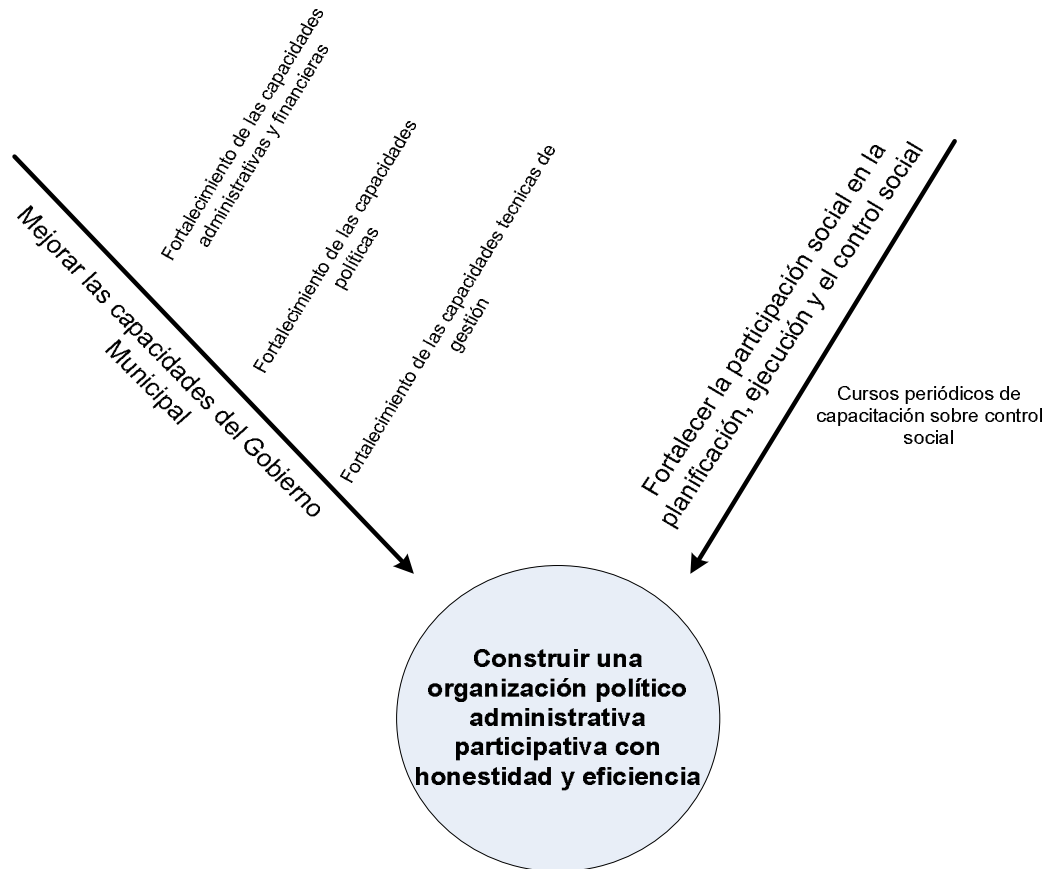 Fortalecimiento de las capacidades
administrativas y financieras
Fortalecimiento de las capacidades
políticas
Fortalecimiento de las capacidades tecnicas de
gestión
Mejorar las capacidades del Gobierno
Municipal
Fortalecer la participación social en la
planificación, ejecución y el control social
Cursos periódicos de
capacitación sobre control
social
Construir una
organización político
administrativa
participativa con
honestidad y eficiencia